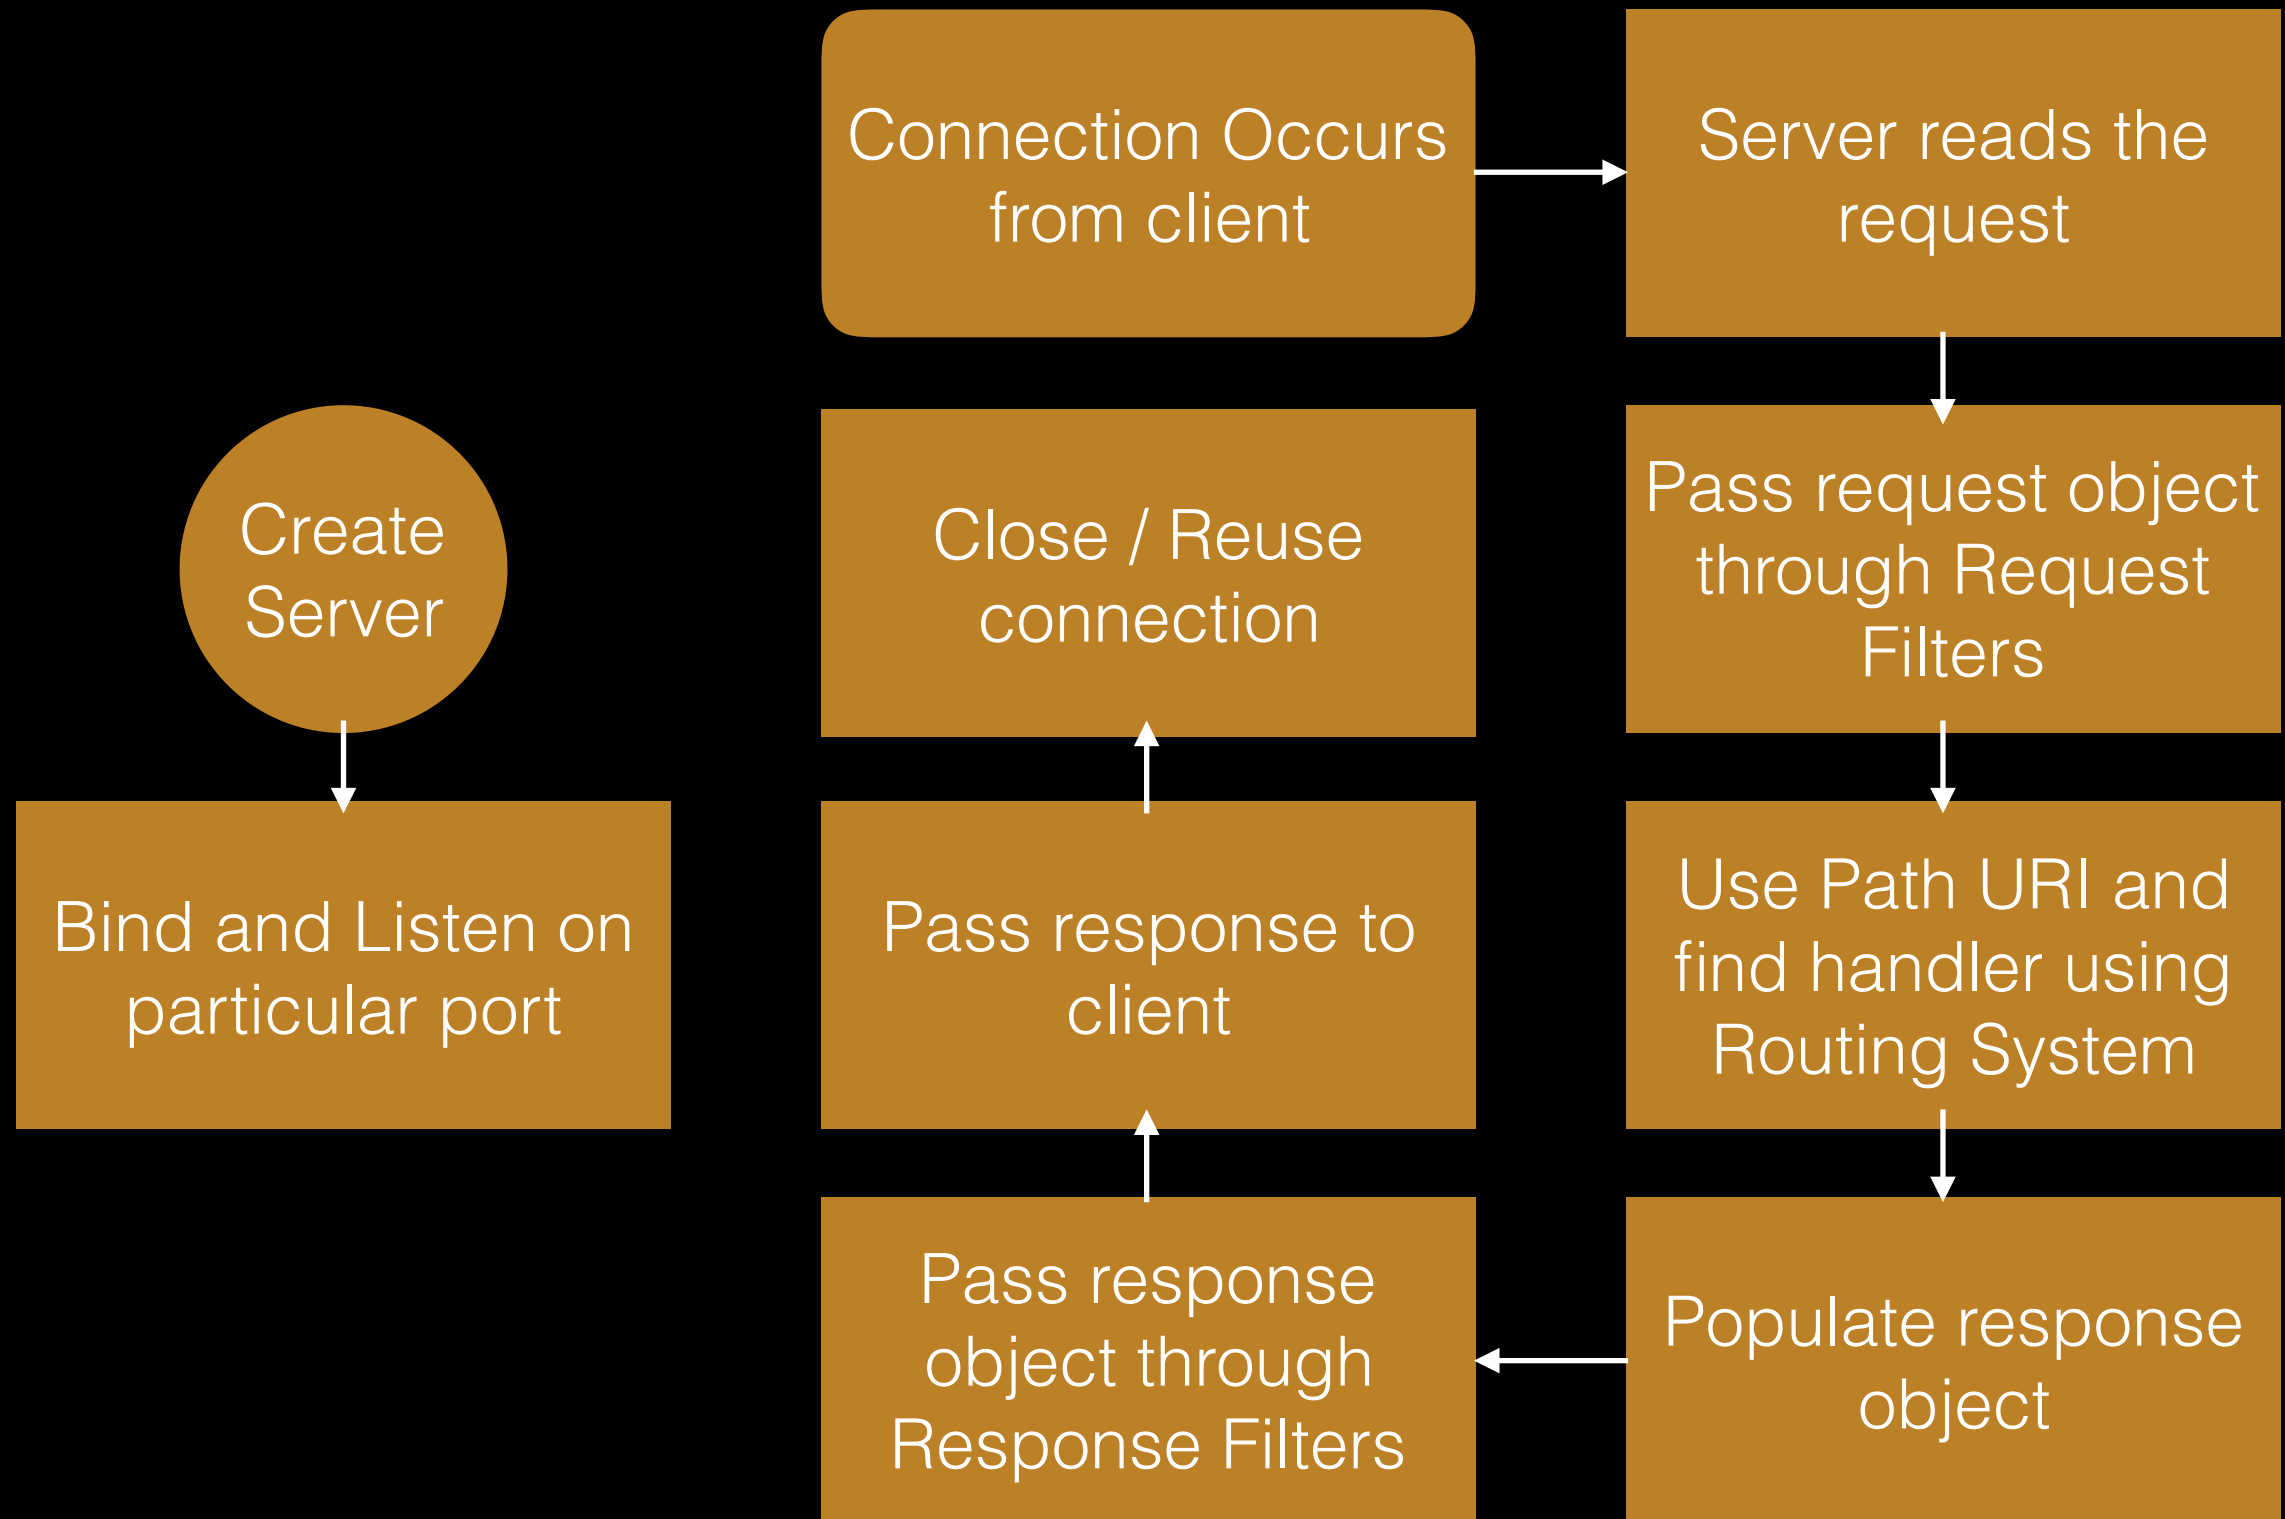 Connection Occurs
from client
Server reads the
request
Create
Server
Close / Reuse
connection
Pass request object
through Request
Filters
Bind and Listen on
particular port
Pass response to
client
Use Path URI and
find handler using
Routing System
Pass response
object through
Response Filters
Populate response
object